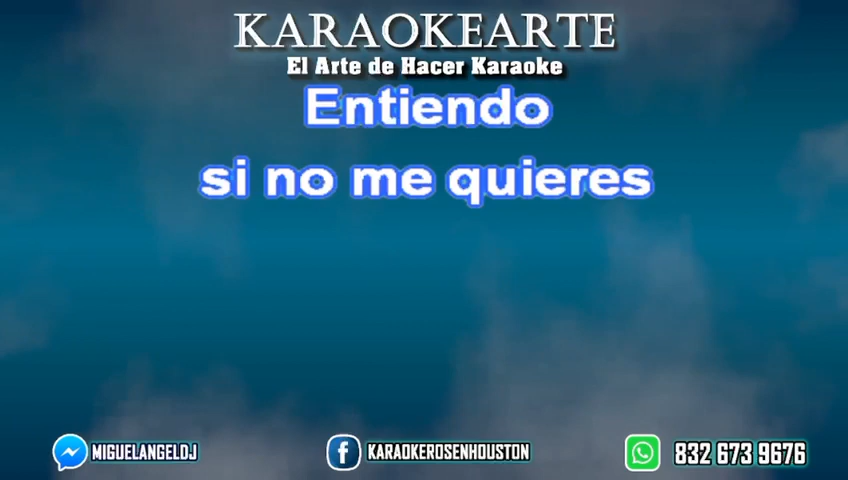 KARAOKEARTE
El Arte de Hacer Karaoke
Entiendo
si no me quieres
MIGUELANGELDJ
KARAOKEROSENHOUSTON
832 673 9676